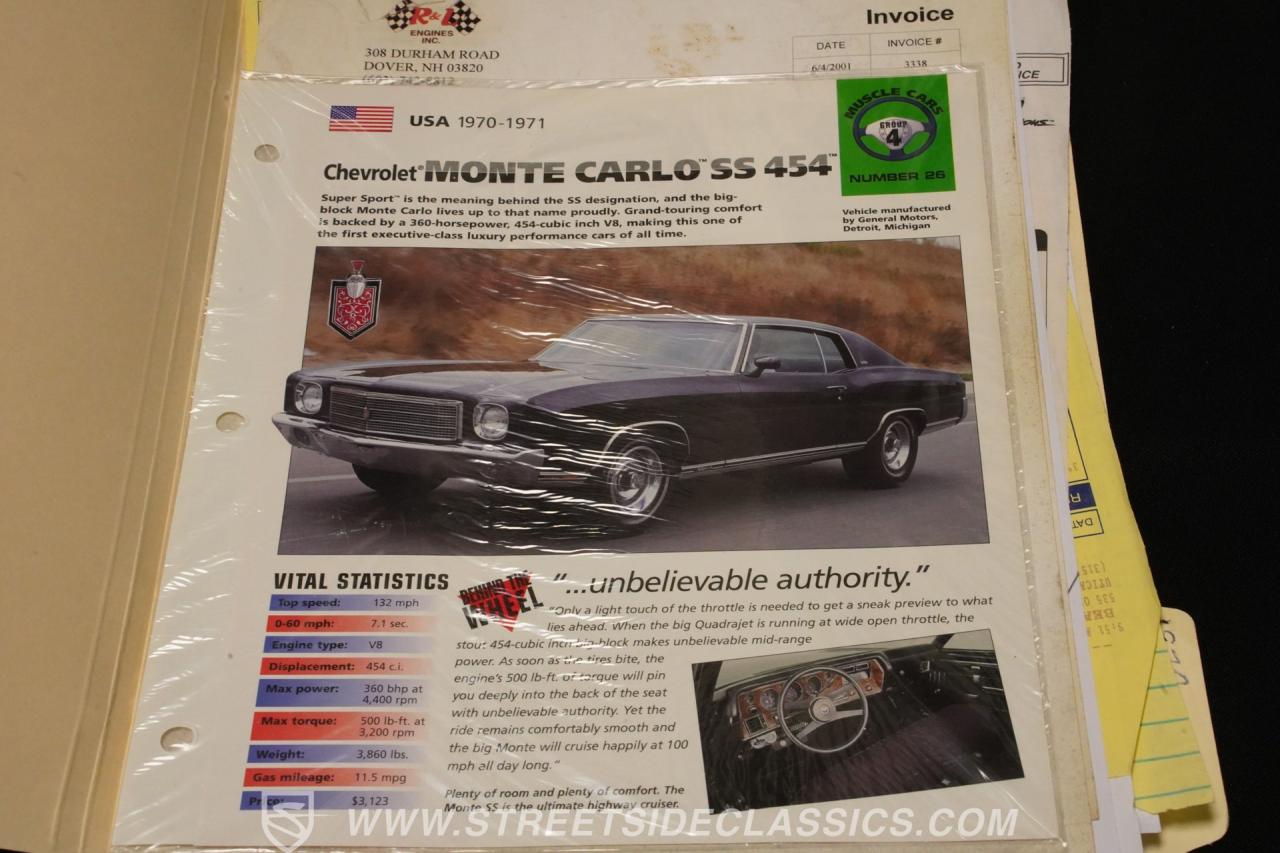 R&L
ENGINES
INC.
308 DURHAM ROAD
DOVER, NH 03820
Invoice
DATE
INVOICE #
6/4/2001
3338
USA 1970-1971
MUSCLE CARS
GROUP
4
NUMBER 26
Chevrolet® MONTE CARLO™ SS 454™
Super Sport™ is the meaning behind the SS designation, and the big-
block Monte Carlo lives up to that name proudly. Grand-touring comfort
is backed by a 360-horsepower, 454-cubic inch V8, making this one of
the first executive-class luxury performance cars of all time.
Vehicle manufactured
by General Motors,
Detroit, Michigan
VITAL STATISTICS
Top speed: 132 mph
0-60 mph: 7.1 sec.
Engine type: V8
Displacement: 454 c.i.
Max power: 360 bhp at
4,400 rpm
Max torque: 500 lb-ft. at
3,200 rpm
Weight: 3,860 lbs.
Gas mileage: 11.5 mpg
Price: $3,123
BEHIND THE
WHEEL
"...unbelievable authority."
"Only a light touch of the throttle is needed to get a sneak preview to what
lies ahead. When the big Quadrajet is running at wide open throttle, the
stout 454-cubic inch big-block makes unbelievable mid-range
power. As soon as the tires bite, the
engine's 500 lb-ft. of torque will pin
you deeply into the back of the seat
with unbelievable authority. Yet the
ride remains comfortably smooth and
the big Monte will cruise happily at 100
mph all day long."
Plenty of room and plenty of comfort. The
Monte SS is the ultimate highway cruiser.
WWW.STREETSIDECLASSICS.COM